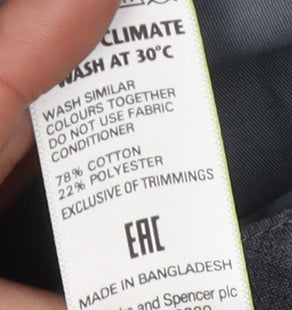 CLIMATE
WASH AT 30°C
WASH SIMILAR
COLOURS TOGETHER
DO NOT USE FABRIC
CONDITIONER
78% COTTON
22% POLYESTER
EXCLUSIVE OF TRIMMINGS
EAC
MADE IN BANGLADESH
and Spencer plc